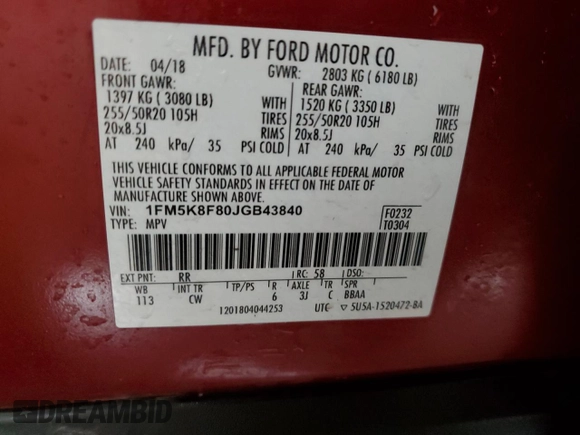 MFD. BY FORD MOTOR CO.
DATE: 04/18 GVWR: 2803 KG ( 6180 LB)
FRONT GAWR: REAR GAWR:
1397 KG ( 3080 LB) WITH 1520 KG ( 3350 LB) WITH
255/50R20 105H TIRES 255/50R20 105H TIRES
20x8.5J RIMS 20x8.5J RIMS
AT 240 kPa/ 35 PSI COLD AT 240 kPa/ 35 PSI COLD
THIS VEHICLE CONFORMS TO ALL APPLICABLE FEDERAL MOTOR
VEHICLE SAFETY STANDARDS IN EFFECT ON THE DATE OF
MANUFACTURE SHOWN ABOVE.
VIN: 1FM5K8F80JGB43840 F0232
TYPE: MPV T0304
EXT PNT: RR RC: 58 DSO:
WB INT TR TP/PS R AXLE TR SPR
113 CW 6 3J C BBAA
1201804044253 UTC ▽ 5U5A-1520472-BA
DREAMBID